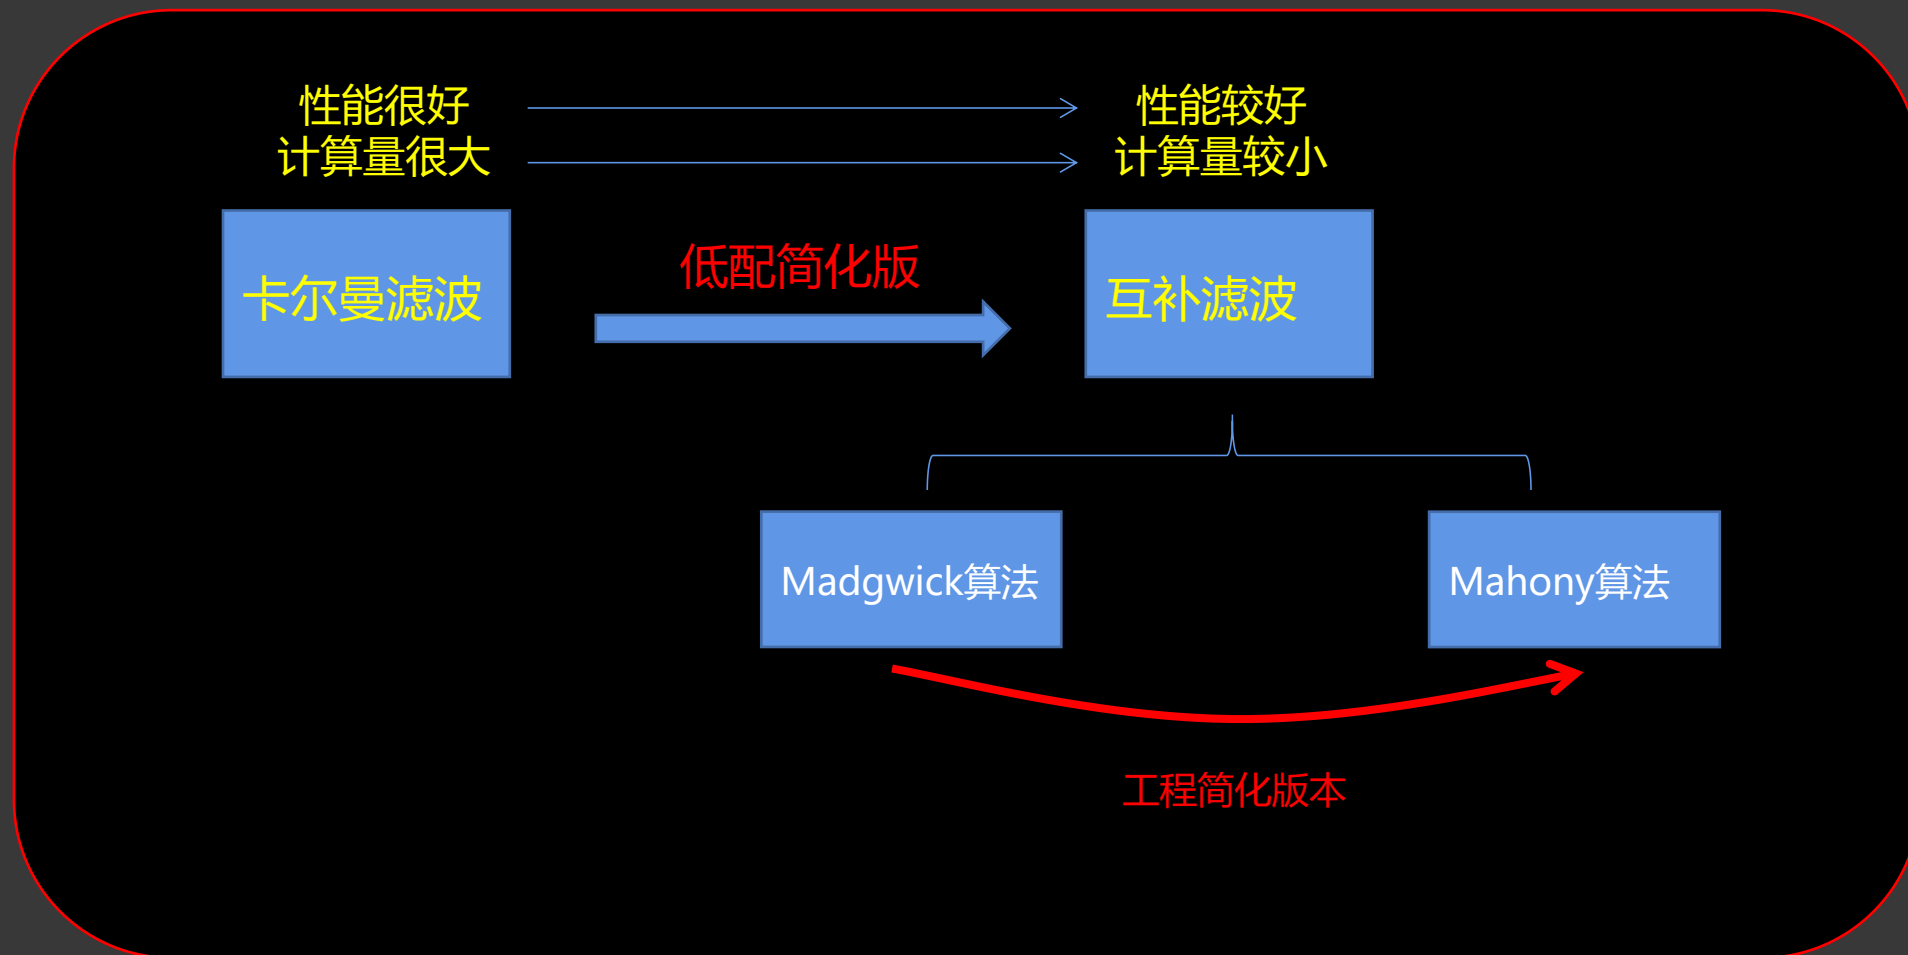 性能很好
计算量很大
性能较好
计算量较小
卡尔曼滤波
低配简化版
互补滤波
Madgwick算法
Mahony算法
工程简化版本